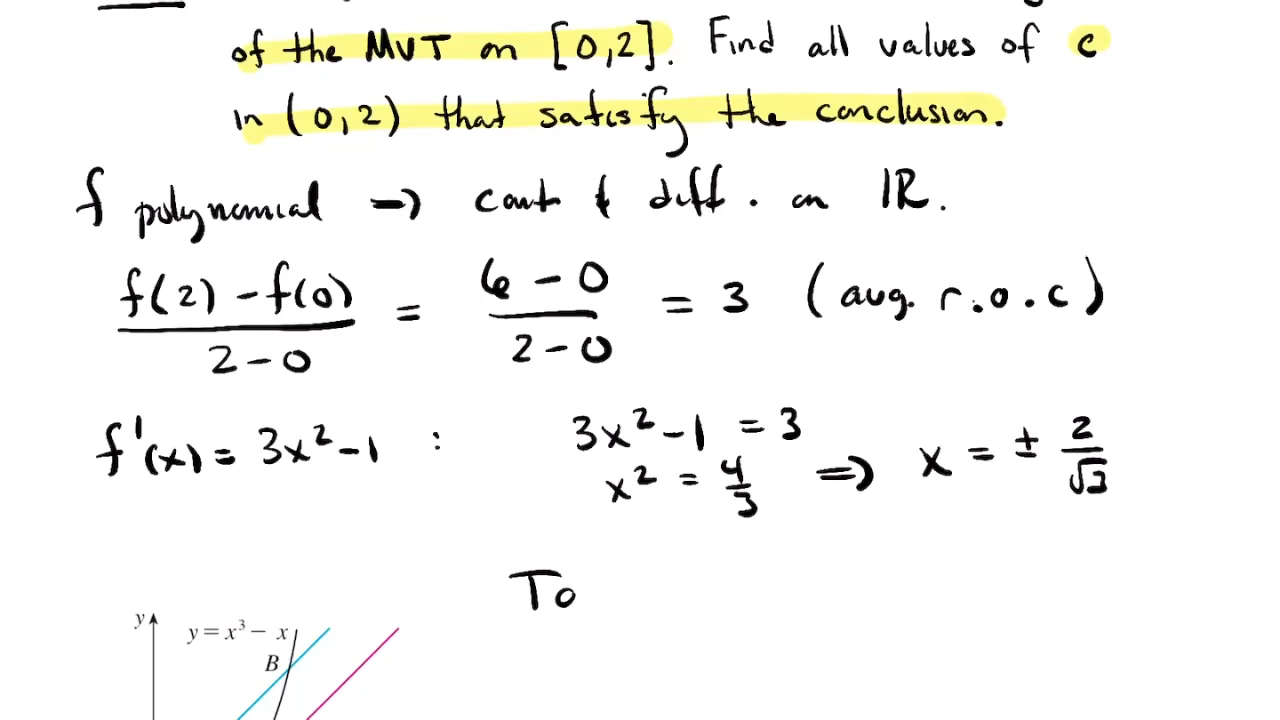 of the MVT on [0,2]. Find all values of c
in (0,2) that satisfy the conclusion.
f polynomial → cont & diff. on ℝ.
f(2) - f(0) / 2 - 0 = 6 - 0 / 2 - 0 = 3 (avg. r.o.c)
f'(x) = 3x² - 1 : 3x² - 1 = 3
x² = 4/3 ⇒ x = ± 2/√3
To
y
y = x³ - x
B